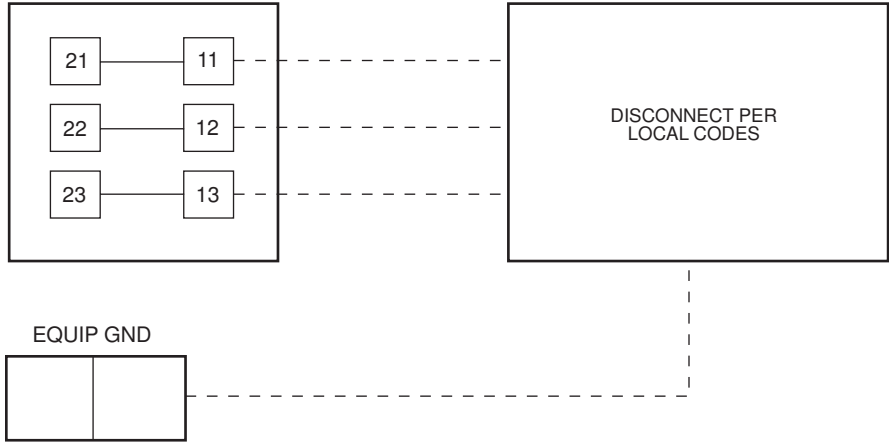 21 11
22 12
23 13
DISCONNECT PER
LOCAL CODES
EQUIP GND